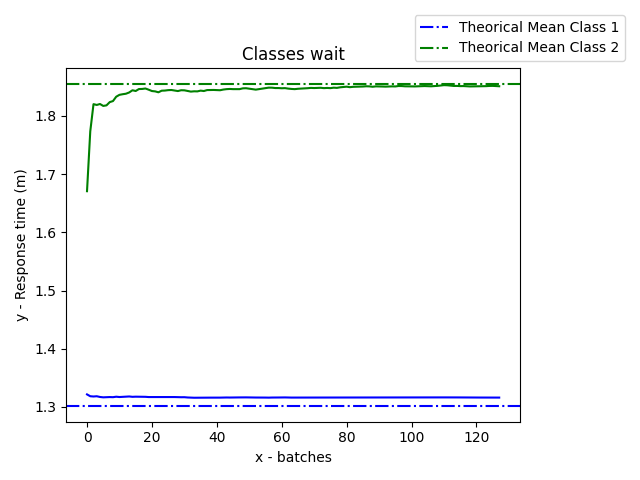 Theorical Mean Class 1
Theorical Mean Class 2
Classes wait
y - Response time (m)
1.8
1.7
1.6
1.5
1.4
1.3
0 20 40 60 80 100 120
x - batches